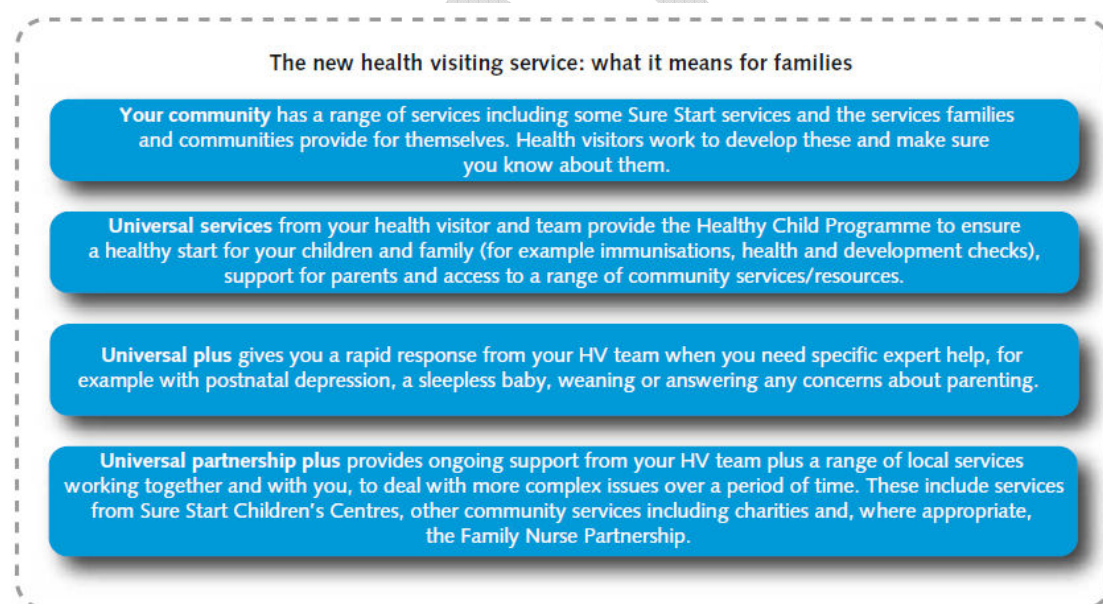 The new health visiting service: what it means for families
Your community has a range of services including some Sure Start services and the services families
and communities provide for themselves. Health visitors work to develop these and make sure
you know about them.
Universal services from your health visitor and team provide the Healthy Child Programme to ensure
a healthy start for your children and family (for example immunisations, health and development checks),
support for parents and access to a range of community services/resources.
Universal plus gives you a rapid response from your HV team when you need specific expert help, for
example with postnatal depression, a sleepless baby, weaning or answering any concerns about parenting.
Universal partnership plus provides ongoing support from your HV team plus a range of local services
working together and with you, to deal with more complex issues over a period of time. These include services
from Sure Start Children’s Centres, other community services including charities and, where appropriate,
the Family Nurse Partnership.